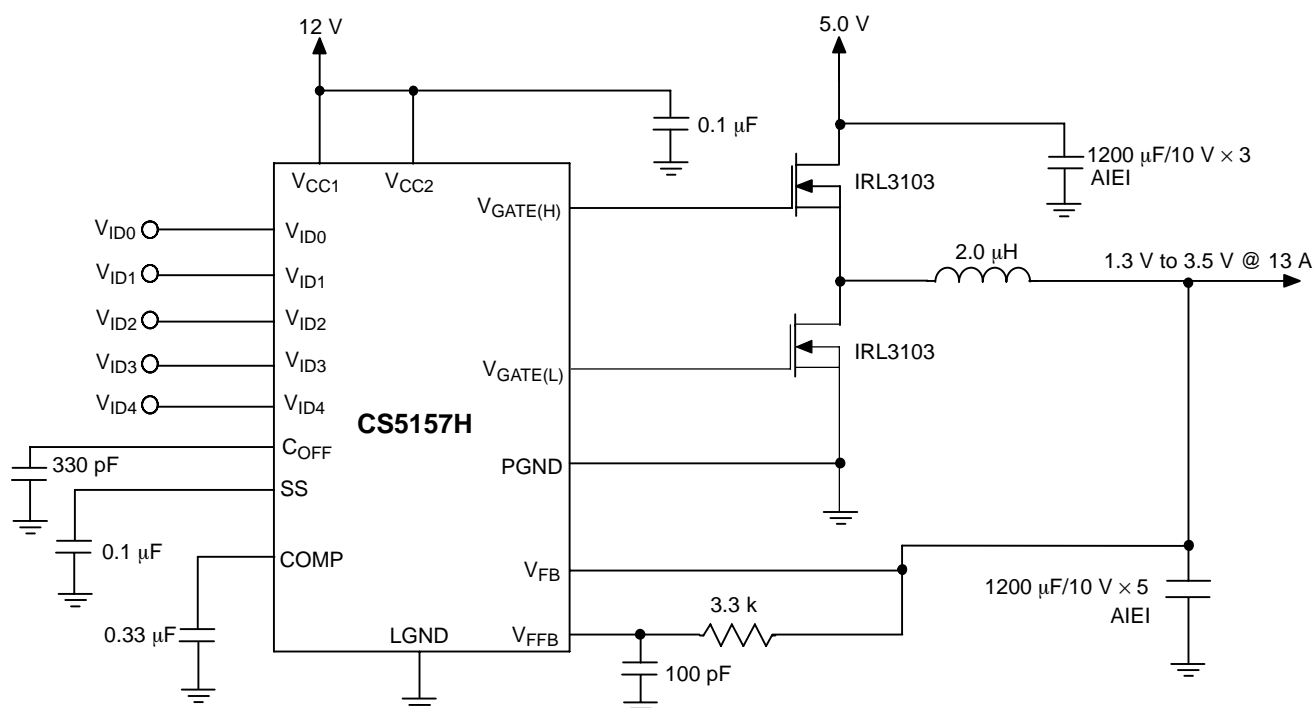 12 V
5.0 V
0.1 μF
1200 μF/10 V × 3
AIEI
VCC1
VCC2
IRL3103
VGATE(H)
VID0
VID0
2.0 μH
1.3 V to 3.5 V @ 13 A
VID1
VID1
VID2
VID2
IRL3103
VID3
VID3
VGATE(L)
VID4
VID4
CS5157H
COFF
330 pF
PGND
SS
0.1 μF
COMP
VFB
1200 μF/10 V × 5
AIEI
3.3 k
0.33 μF
LGND
VFFB
100 pF